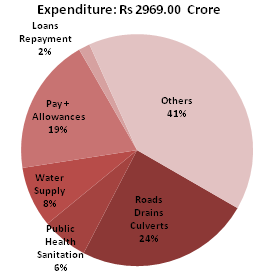 Expenditure: Rs 2969.00 Crore
Loans
Repayment
2%
Others
41%
Pay+
Allowances
19%
Water
Supply
8%
Roads
Drains
Culverts
24%
Public
Health
Sanitation
6%